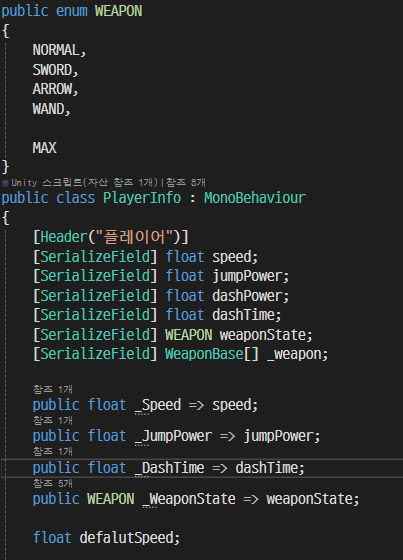 public enum WEAPON
{
NORMAL,
SWORD,
ARROW,
WAND,
MAX
}
Unity 스크립트(자산 참조 1개)|참조 8개
public class PlayerInfo : MonoBehaviour
{
[Header("플레이어")]
[SerializeField] float speed;
[SerializeField] float jumpPower;
[SerializeField] float dashPower;
[SerializeField] float dashTime;
[SerializeField] WEAPON weaponState;
[SerializeField] WeaponBase[] _weapon;
참조 1개
public float _Speed => speed;
참조 1개
public float _JumpPower => jumpPower;
참조 1개
public float _DashTime => dashTime;
참조 5개
public WEAPON _WeaponState => weaponState;
float defalutSpeed;